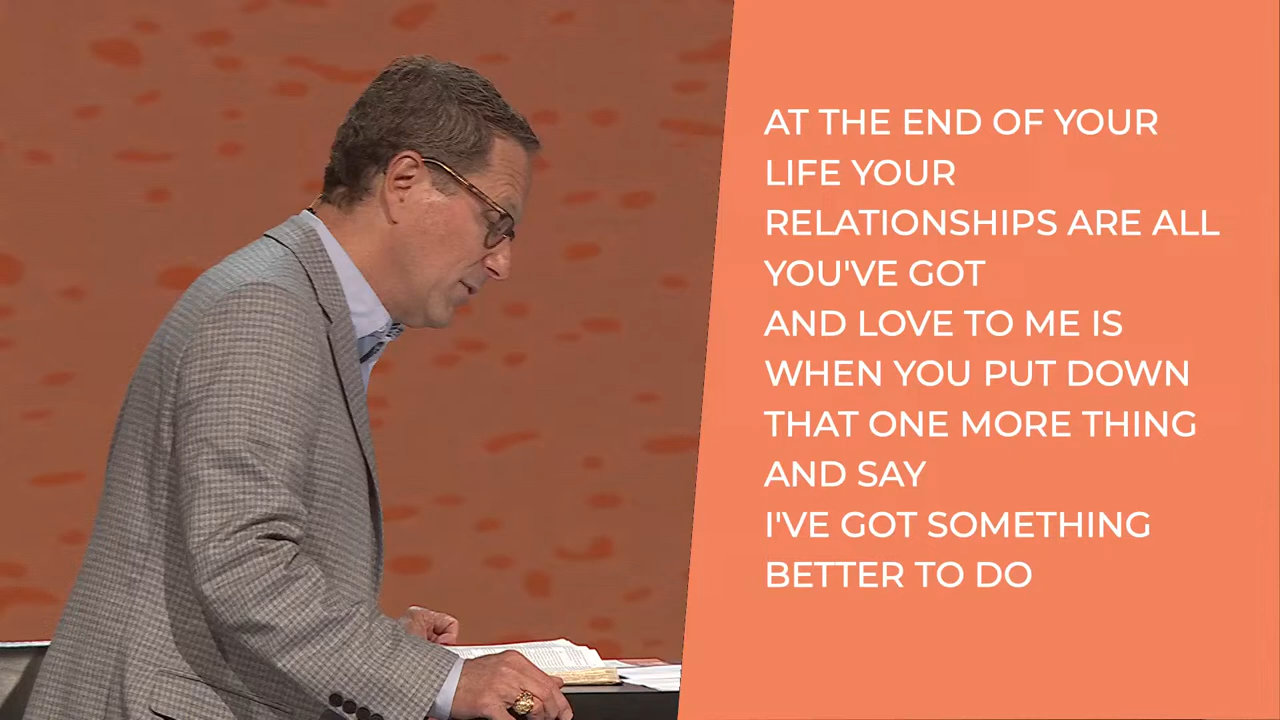 AT THE END OF YOUR
LIFE YOUR
RELATIONSHIPS ARE ALL
YOU'VE GOT
AND LOVE TO ME IS
WHEN YOU PUT DOWN
THAT ONE MORE THING
AND SAY
I'VE GOT SOMETHING
BETTER TO DO